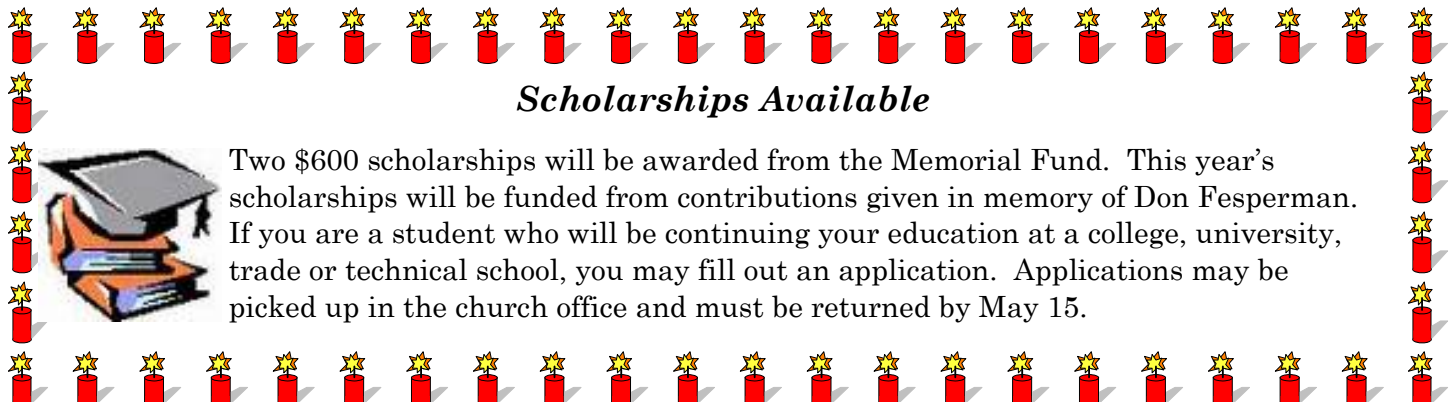 Scholarships Available
Two $600 scholarships will be awarded from the Memorial Fund.  This year’s
scholarships will be funded from contributions given in memory of Don Fesperman.
If you are a student who will be continuing your education at a college, university,
trade or technical school, you may fill out an application.  Applications may be
picked up in the church office and must be returned by May 15.